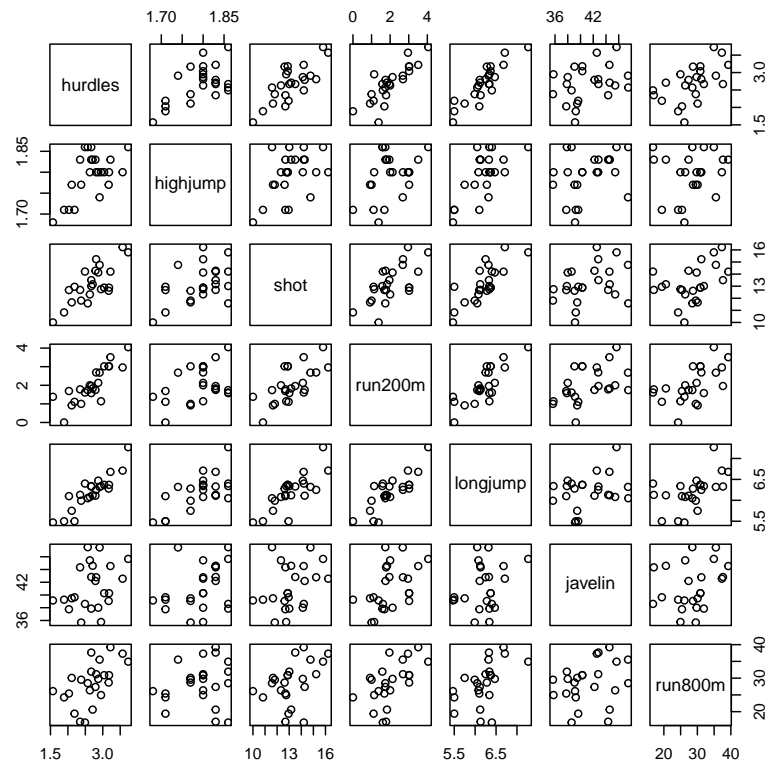 1.70 1.85 0 2 4 36 42
hurdles 1.5 3.0
1.70 1.85 highjump
shot 10 13 16
0 2 4 run200m
longjump 5.5 6.5
36 42 javelin
run800m 20 30 40
1.5 3.0 10 13 16 5.5 6.5 20 30 40